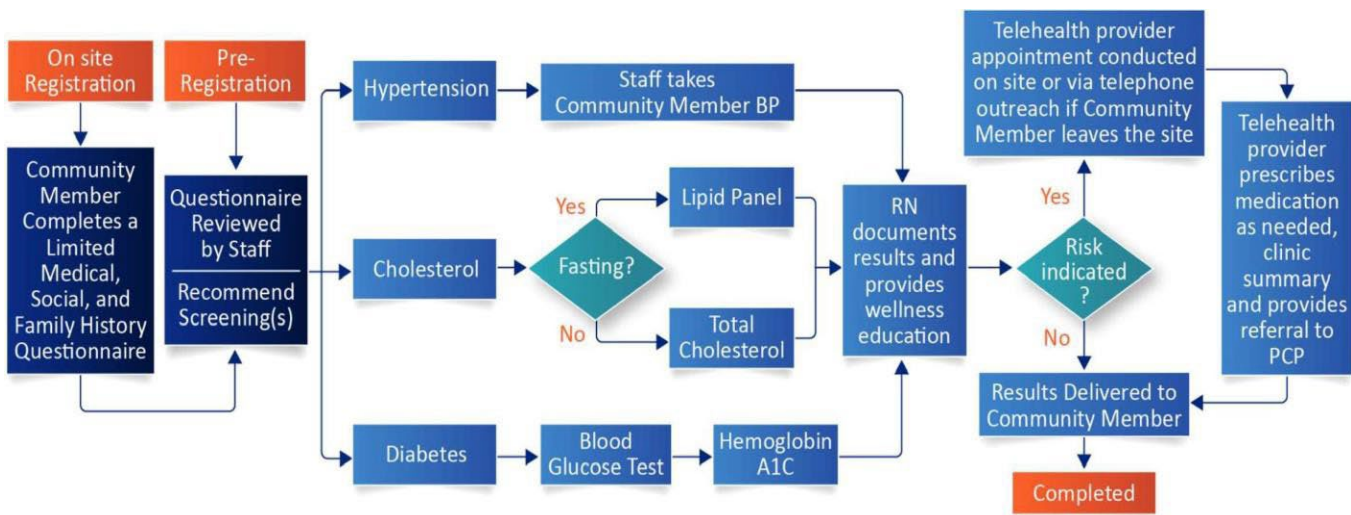 On site
Registration
Community
Member
Completes a
Limited
Medical,
Social, and
Family History
Questionnaire
Pre-
Registration
Questionnaire
Reviewed
by Staff
Recommend
Screening(s)
Hypertension
Staff takes
Community Member BP
Cholesterol
Fasting?
Yes
Lipid Panel
No
Total
Cholesterol
Diabetes
Blood
Glucose Test
Hemoglobin
A1C
RN
documents
results and
provides
wellness
education
Risk
indicated
?
Yes
Telehealth provider
appointment conducted
on site or via telephone
outreach if Community
Member leaves the site
Telehealth
provider
prescribes
medication
as needed,
clinic
summary
and provides
referral to
PCP
No
Results Delivered to
Community Member
Completed